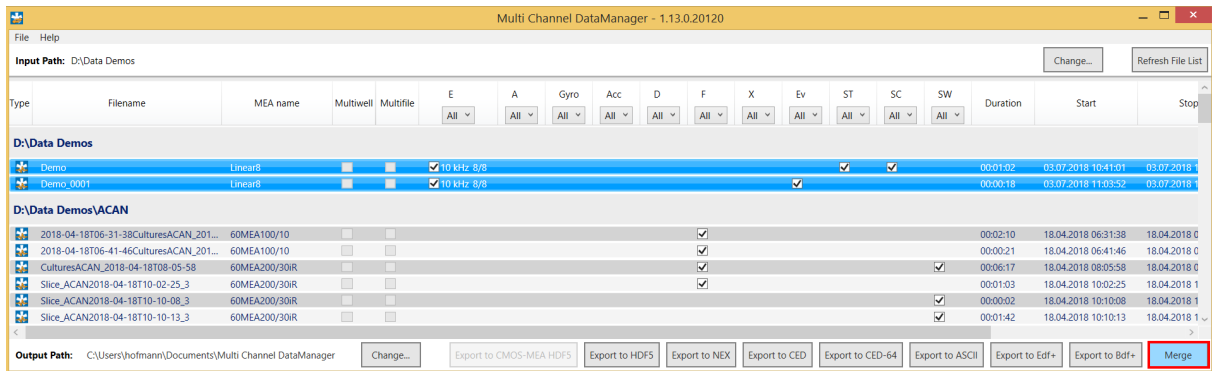 Multi Channel DataManager - 1.13.0.20120
File Help
Input Path: D:\Data Demos Change... Refresh File List
Type Filename MEA name Multiwell Multifile E A Gyro Acc D F X Ev ST SC SW Duration Start Stop
All All All All All All All All All All All
D:\Data Demos
Demo Linear8 10 kHz 8/8 00:01:02 03.07.2018 10:41:01 03.07.2018 1
Demo_0001 Linear8 10 kHz 8/8 00:00:18 03.07.2018 11:03:52 03.07.2018 1
D:\Data Demos\ACAN
2018-04-18T06-31-38CulturesACAN_201... 60MEA100/10 00:02:10 18.04.2018 06:31:38 18.04.2018 0
2018-04-18T06-41-46CulturesACAN_201... 60MEA100/10 00:00:21 18.04.2018 06:41:46 18.04.2018 0
CulturesACAN_2018-04-18T08-05-58 60MEA200/30iR 00:06:17 18.04.2018 08:05:58 18.04.2018 0
Slice_ACAN2018-04-18T10-02-25_3 60MEA200/30iR 00:01:03 18.04.2018 10:02:25 18.04.2018 1
Slice_ACAN2018-04-18T10-10-08_3 60MEA200/30iR 00:00:02 18.04.2018 10:10:08 18.04.2018 1
Slice_ACAN2018-04-18T10-10-13_3 60MEA200/30iR 00:01:42 18.04.2018 10:10:13 18.04.2018 1
Output Path: C:\Users\hofmann\Documents\Multi Channel DataManager Change... Export to CMOS-MEA HDF5 Export to HDF5 Export to NEX Export to CED Export to CED-64 Export to ASCII Export to Edf+ Export to Bdf+ Merge